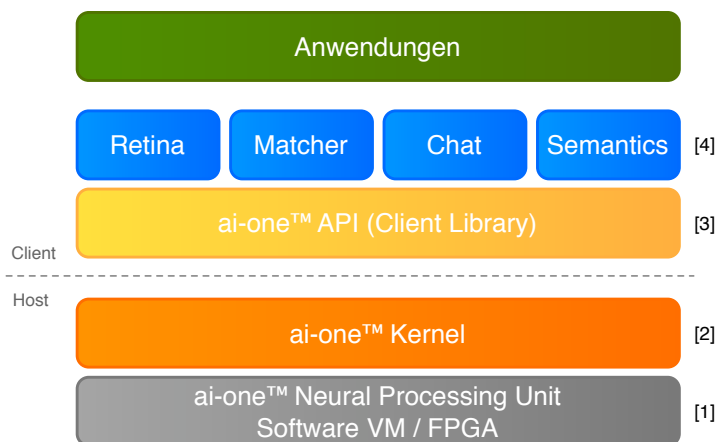 Anwendungen
Retina Matcher Chat Semantics [4]
ai-one™ API (Client Library) [3]
Client
Host
ai-one™ Kernel [2]
ai-one™ Neural Processing Unit
Software VM / FPGA [1]